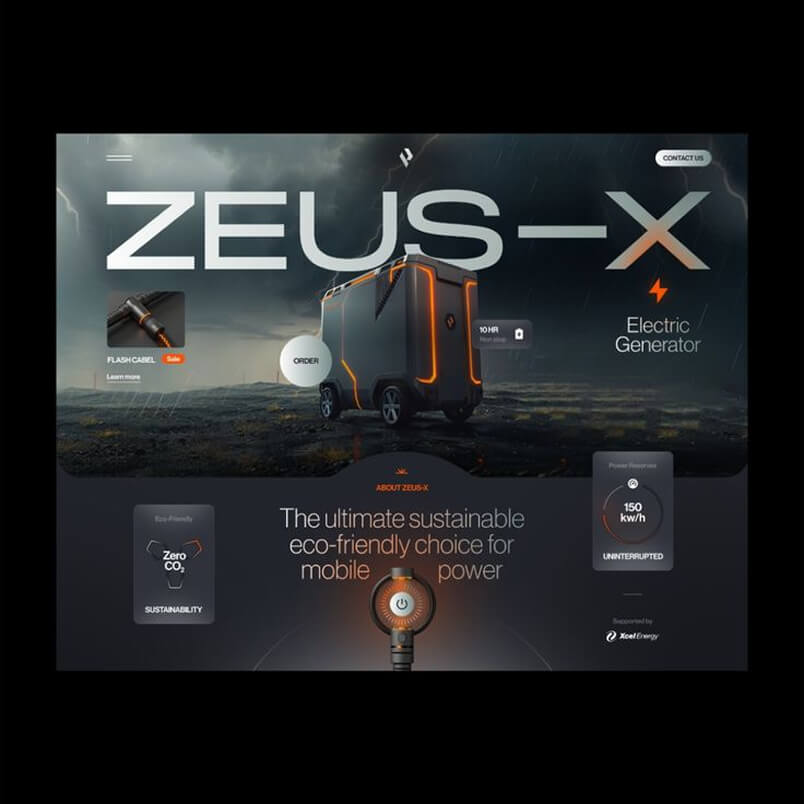 CONTACT US
ZEUS—X
Electric
Generator
10 HR
Non stop
ORDER
FLASH CABEL
Sale
Learn more
ABOUT ZEUS-X
The ultimate sustainable
eco-friendly choice for
mobile power
Eco-Friendly
Zero
CO₂
SUSTAINABILITY
Power Reserves
150
kw/h
UNINTERRUPTED
Supported by
Xcel Energy